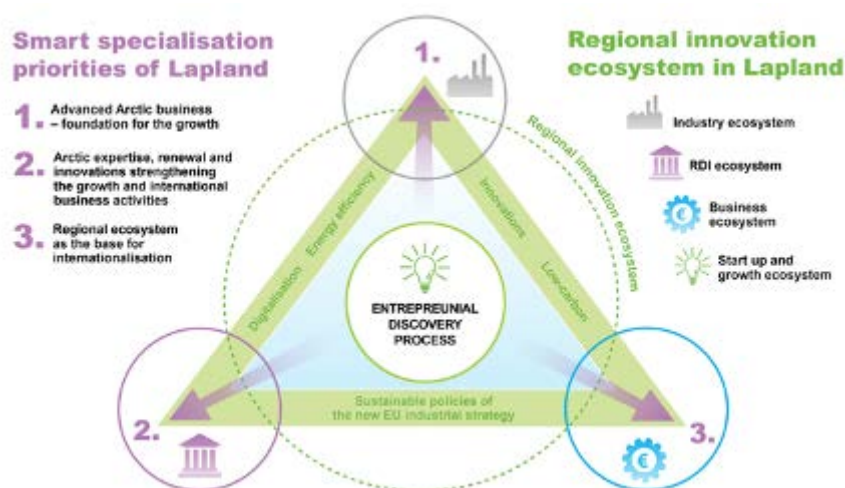 Smart specialisation
priorities of Lapland
1. Advanced Arctic business
– foundation for the growth
2. Arctic expertise, renewal and
innovations strengthening
the growth and international
business activities
3. Regional ecosystem
as the base for
internationalisation
1.
Regional innovation
ecosystem in Lapland
Industry ecosystem
RDI ecosystem
€
Business
ecosystem
Start up and
growth ecosystem
Regional innovation ecosystem
Digitalisation Energy efficiency
Innovations Low-carbon
ENTREPREUNIAL
DISCOVERY
PROCESS
Sustainable policies of
the new EU industrial strategy
2.
3.
€